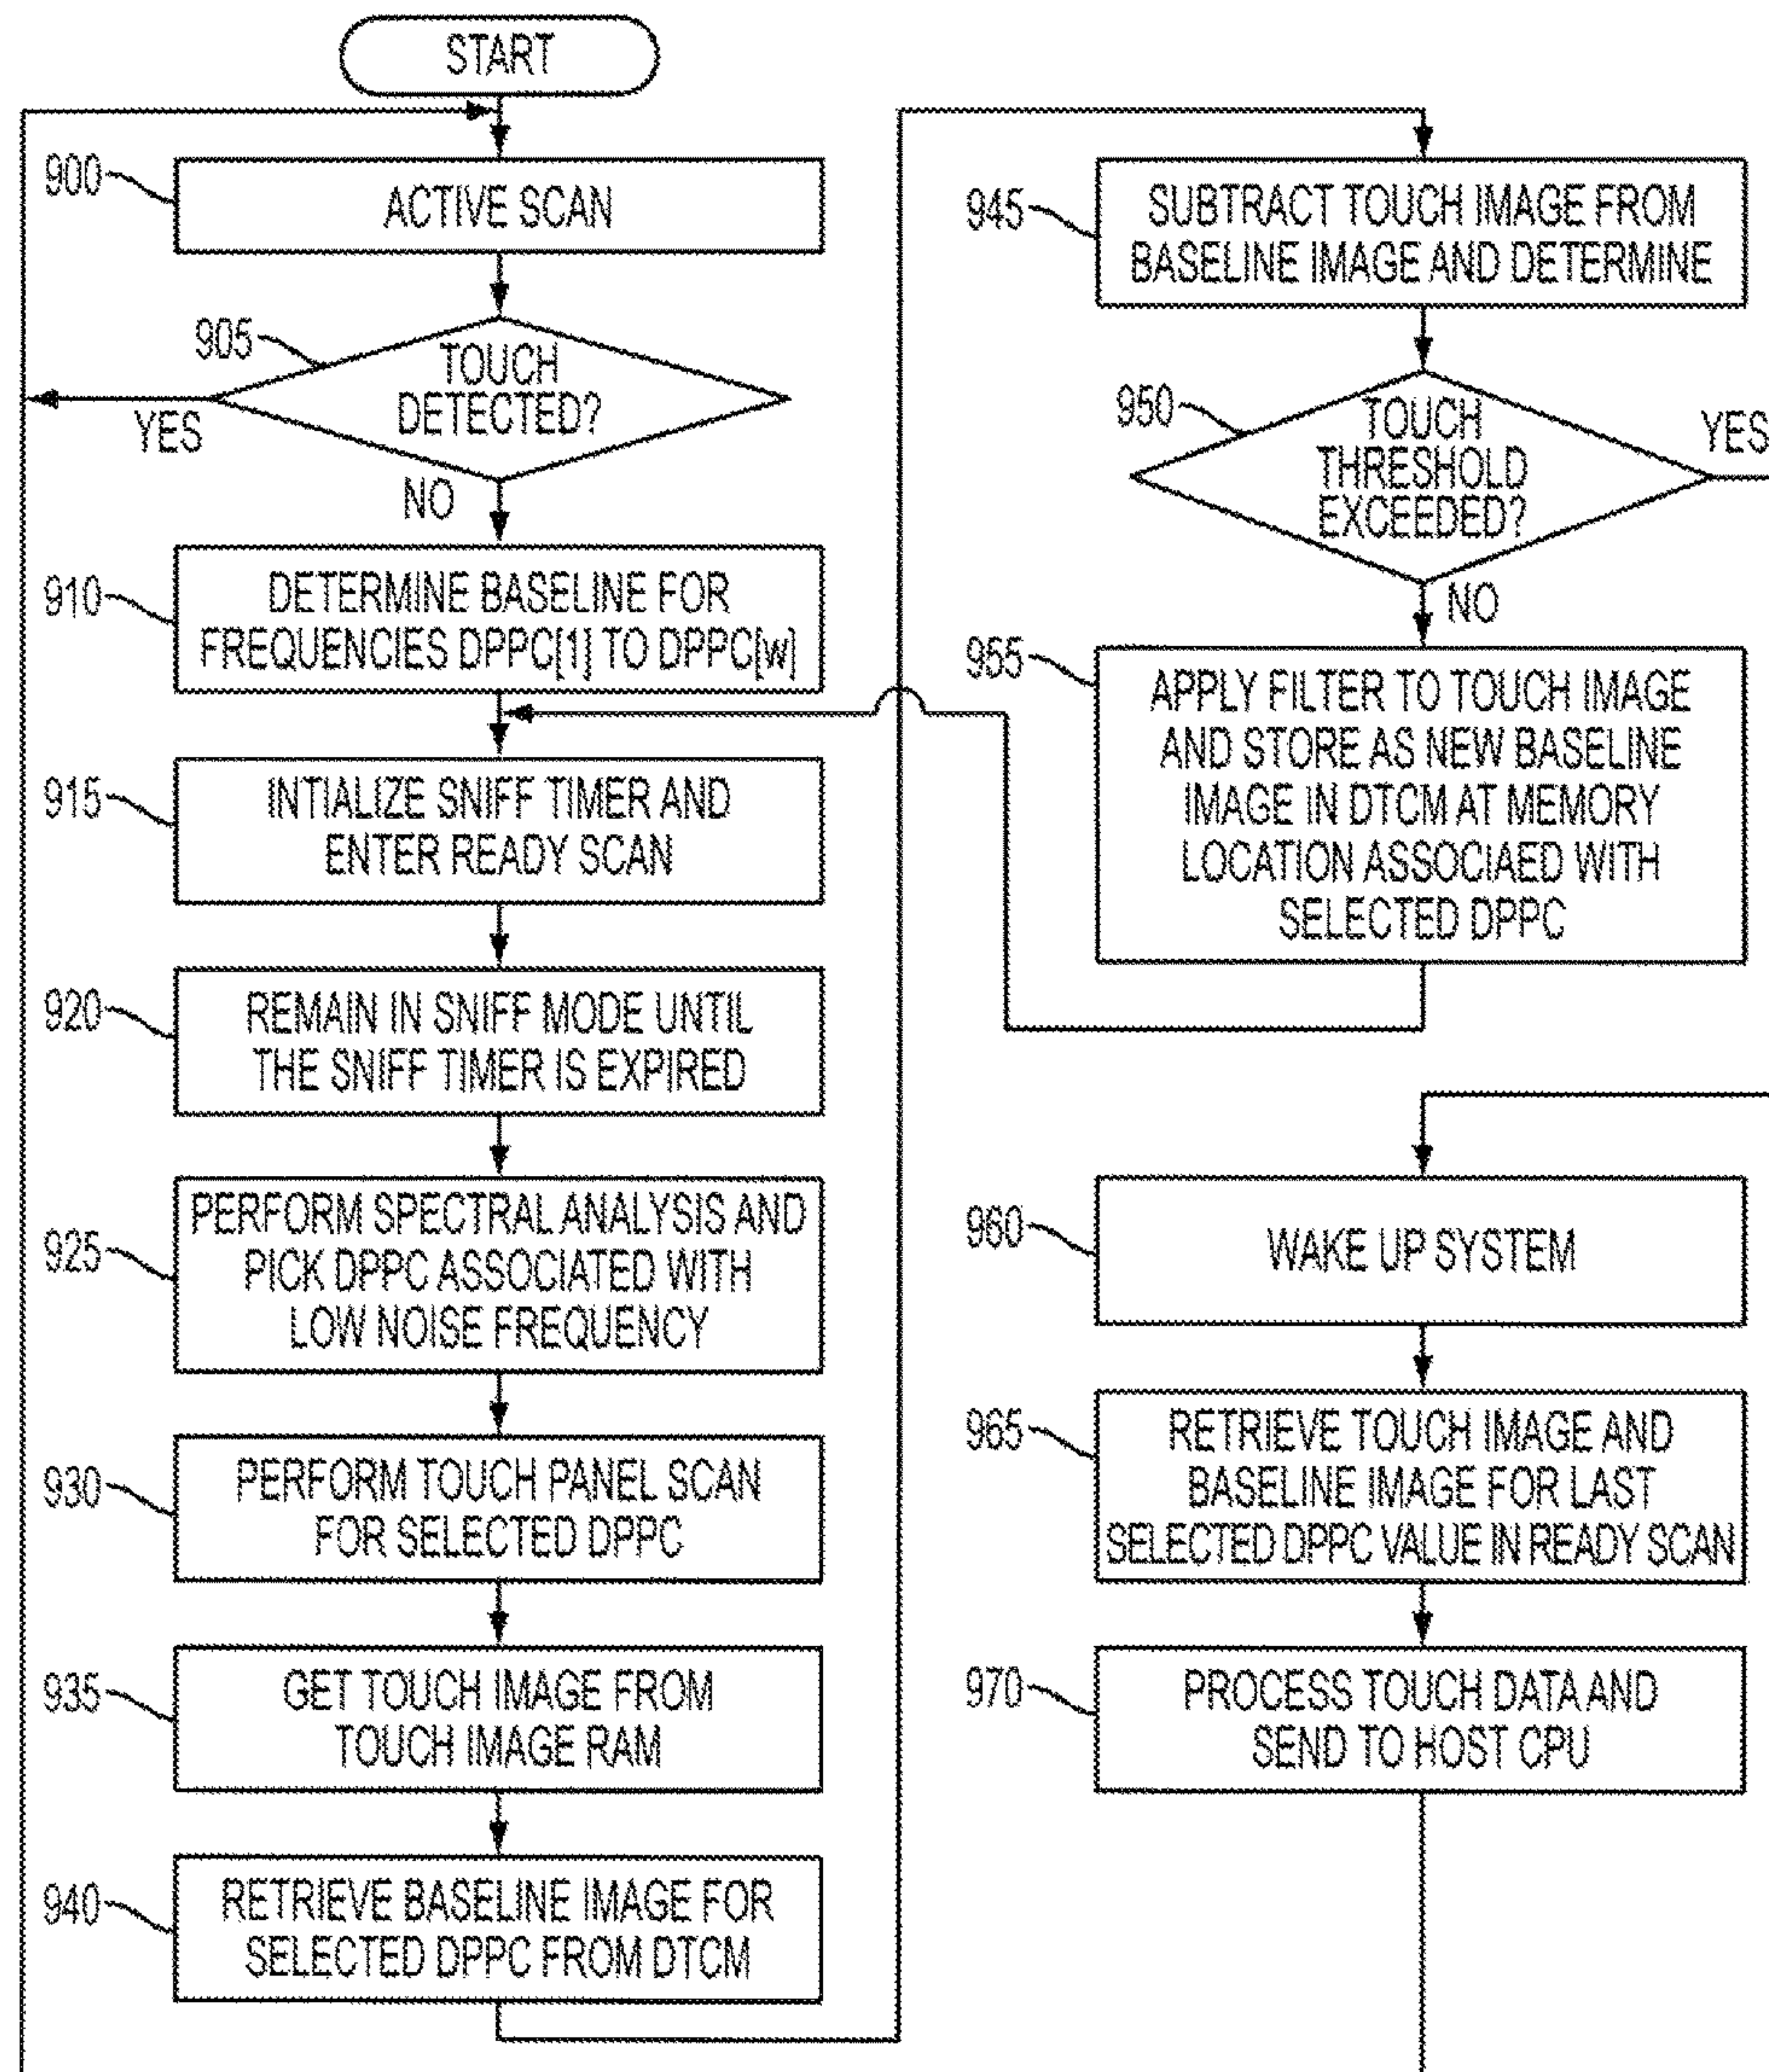 START
900
ACTIVE SCAN
905
TOUCH
DETECTED?
YES
NO
910
DETERMINE BASELINE FOR
FREQUENCIES DPPC[1] TO DPPC[w]
915
INTIALIZE SNIFF TIMER AND
ENTER READY SCAN
920
REMAIN IN SNIFF MODE UNTIL
THE SNIFF TIMER IS EXPIRED
925
PERFORM SPECTRAL ANALYSIS AND
PICK DPPC ASSOCIATED WITH
LOW NOISE FREQUENCY
930
PERFORM TOUCH PANEL SCAN
FOR SELECTED DPPC
935
GET TOUCH IMAGE FROM
TOUCH IMAGE RAM
940
RETRIEVE BASELINE IMAGE FOR
SELECTED DPPC FROM DTCM
945
SUBTRACT TOUCH IMAGE FROM
BASELINE IMAGE AND DETERMINE
950
TOUCH
THRESHOLD
EXCEEDED?
YES
NO
955
APPLY FILTER TO TOUCH IMAGE
AND STORE AS NEW BASELINE
IMAGE IN DTCM AT MEMORY
LOCATION ASSOCIAED WITH
SELECTED DPPC
960
WAKE UP SYSTEM
965
RETRIEVE TOUCH IMAGE AND
BASELINE IMAGE FOR LAST
SELECTED DPPC VALUE IN READY SCAN
970
PROCESS TOUCH DATA AND
SEND TO HOST CPU